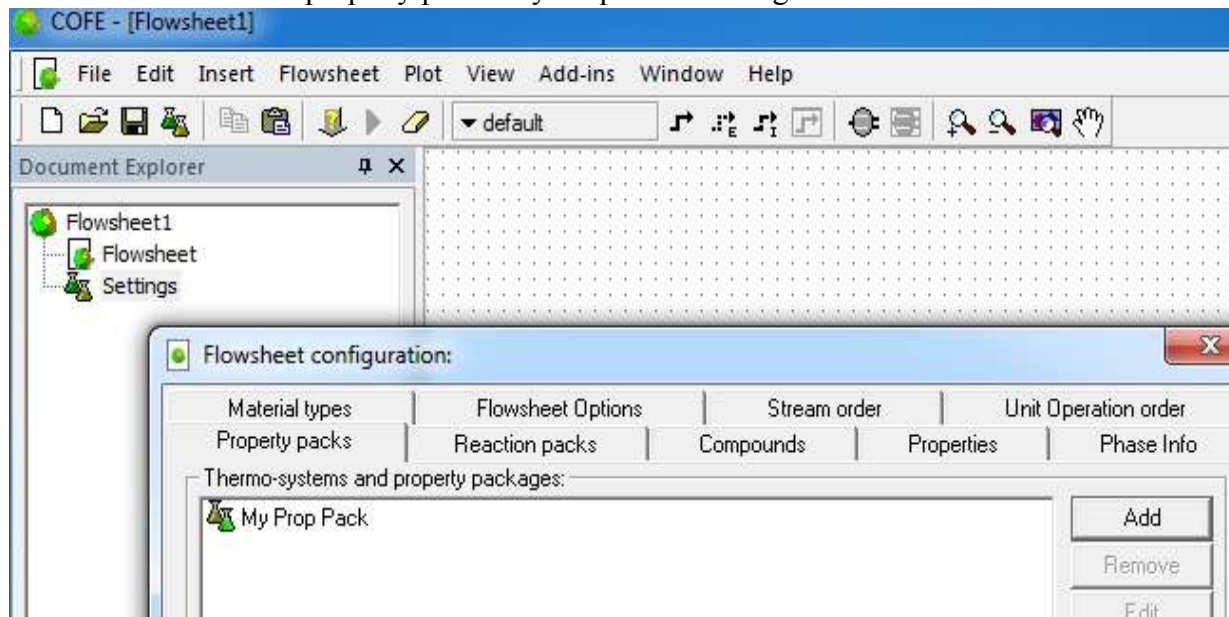 COFE - [Flowsheet1]
File Edit Insert Flowsheet Plot View Add-ins Window Help
default
Document Explorer
Flowsheet1
Flowsheet
Settings
Flowsheet configuration:
Material types Flowsheet Options Stream order Unit Operation order
Property packs Reaction packs Compounds Properties Phase Info
Thermo-systems and property packages:
My Prop Pack
Add
Remove
Edit